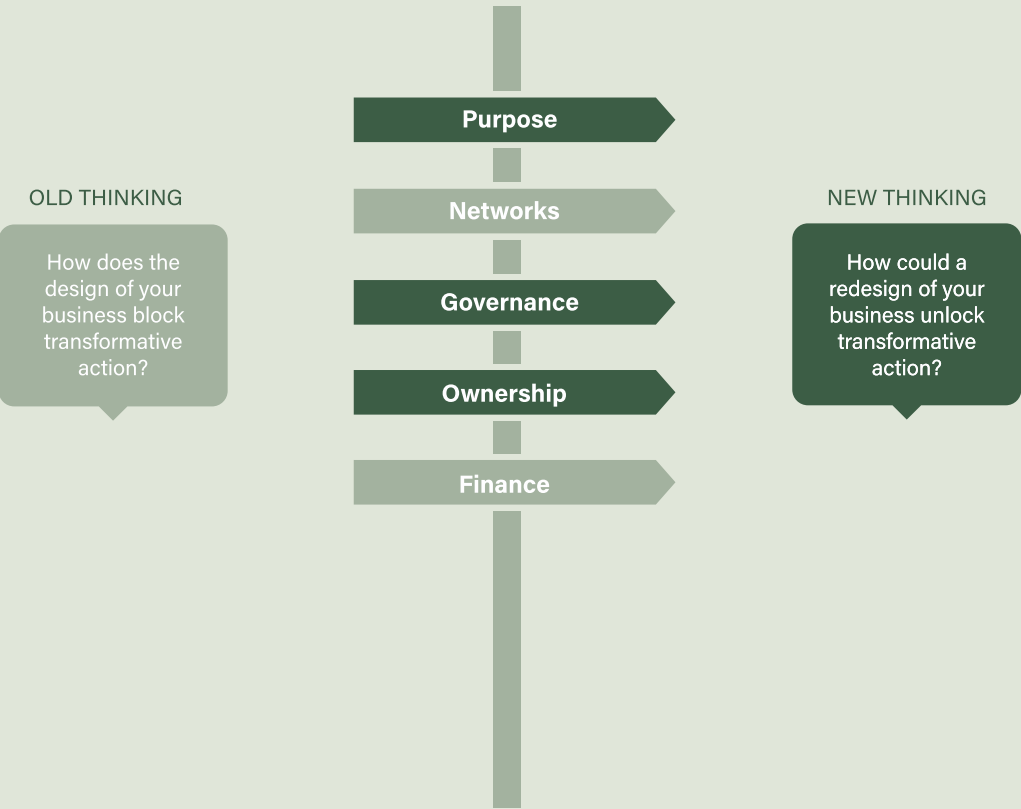 Purpose
Networks
Governance
Ownership
Finance
OLD THINKING
How does the
design of your
business block
transformative
action?
NEW THINKING
How could a
redesign of your
business unlock
transformative
action?